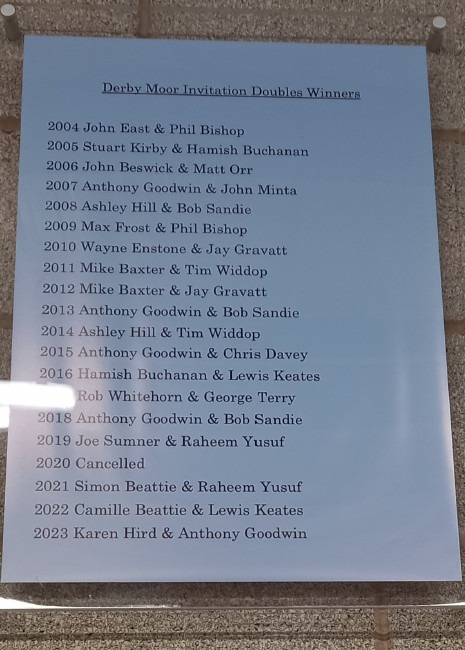 Derby Moor Invitation Doubles Winners
2004 John East & Phil Bishop
2005 Stuart Kirby & Hamish Buchanan
2006 John Beswick & Matt Orr
2007 Anthony Goodwin & John Minta
2008 Ashley Hill & Bob Sandie
2009 Max Frost & Phil Bishop
2010 Wayne Enstone & Jay Gravatt
2011 Mike Baxter & Tim Widdop
2012 Mike Baxter & Jay Gravatt
2013 Anthony Goodwin & Bob Sandie
2014 Ashley Hill & Tim Widdop
2015 Anthony Goodwin & Chris Davey
2016 Hamish Buchanan & Lewis Keates
Rob Whitehorn & George Terry
2018 Anthony Goodwin & Bob Sandie
2019 Joe Sumner & Raheem Yusuf
2020 Cancelled
2021 Simon Beattie & Raheem Yusuf
2022 Camille Beattie & Lewis Keates
2023 Karen Hird & Anthony Goodwin